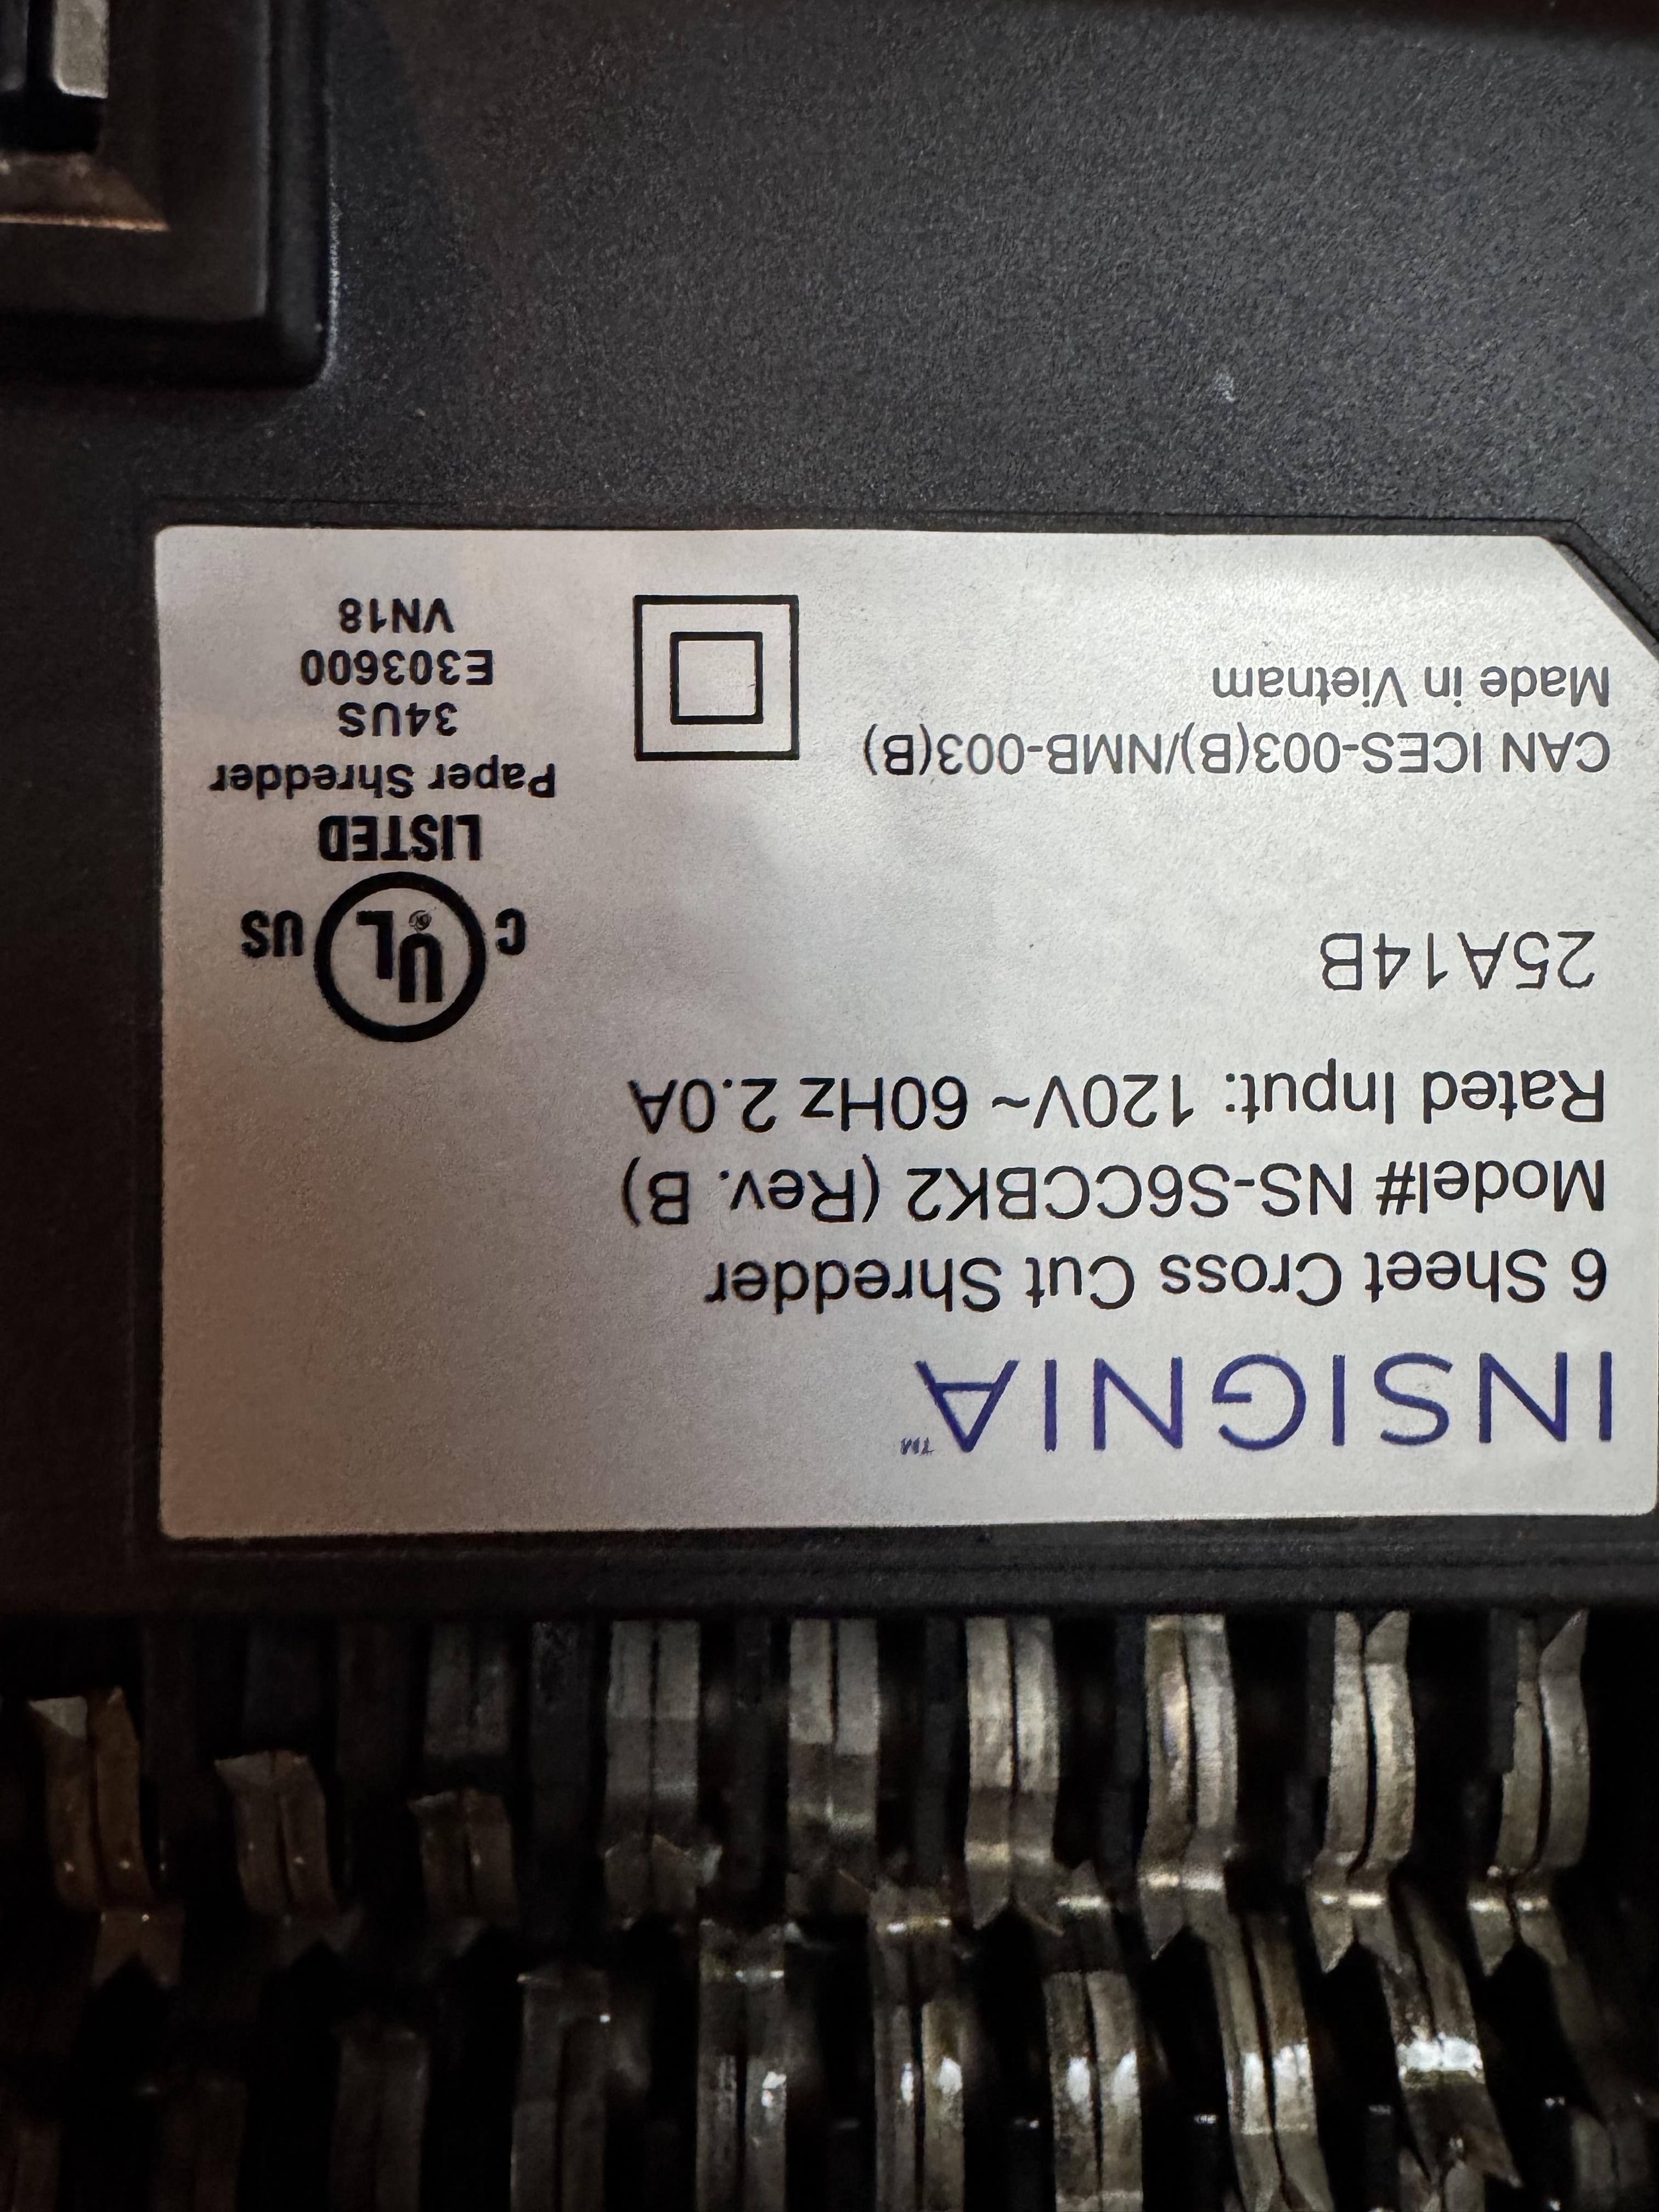 INSIGNIA™
6 Sheet Cross Cut Shredder
Model# NS-S6CCBK2 (Rev. B)
Rated Input: 120V~ 60Hz 2.0A
25A14B
CAN ICES-003(B)/NMB-003(B)
Made in Vietnam
C UL® US
LISTED
Paper Shredder
34US
E303600
VN18